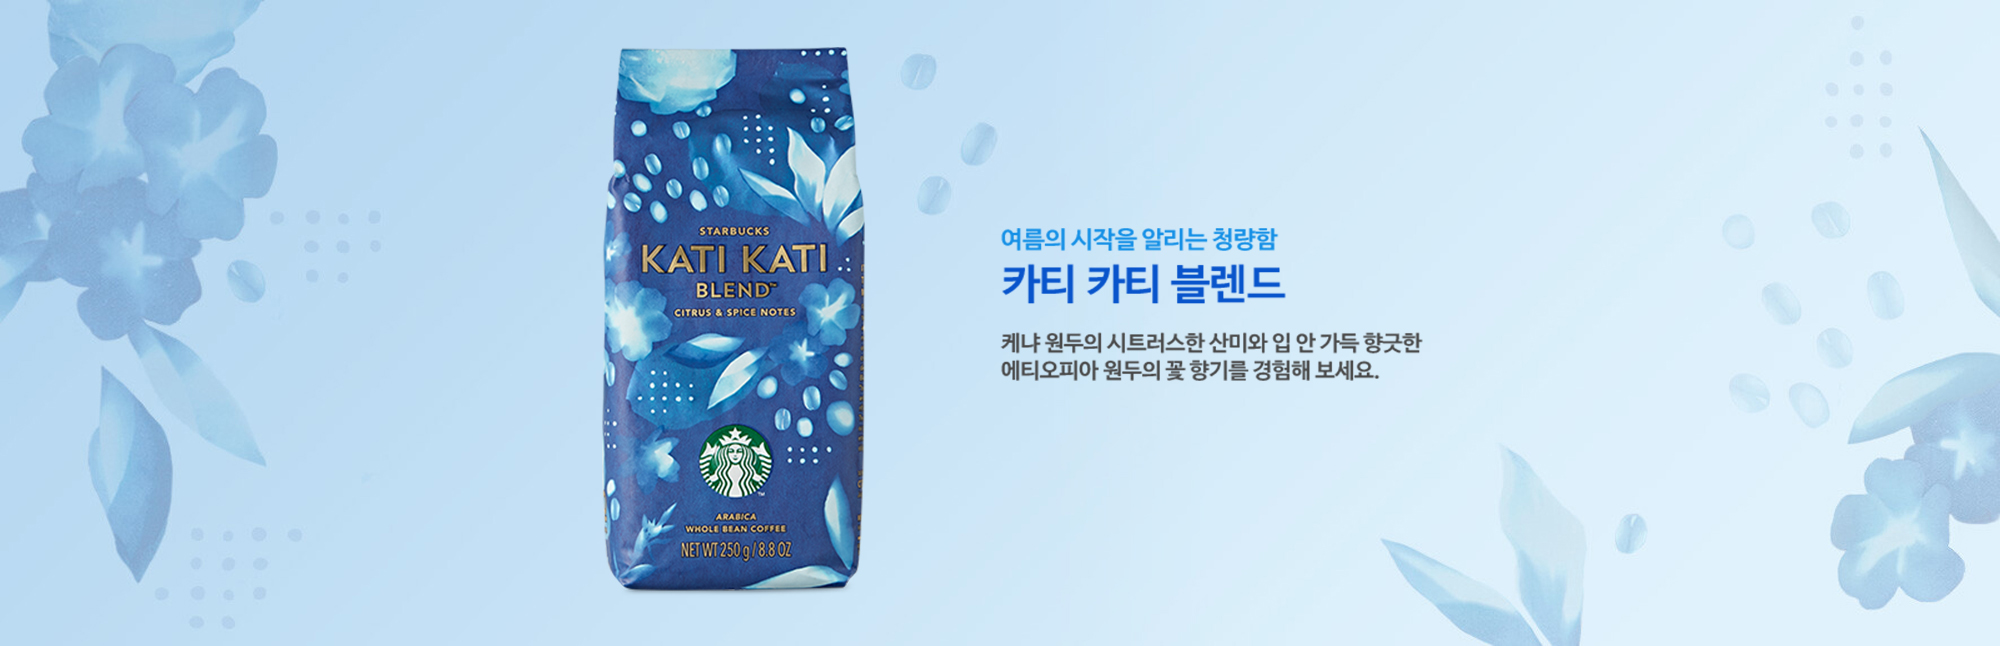 STARBUCKS
KATI KATI
BLEND™
CITRUS & SPICE NOTES
TM
ARABICA
WHOLE BEAN COFFEE
NET WT 250 g / 8.8 OZ
여름의 시작을 알리는 청량함
카티 카티 블렌드
케냐 원두의 시트러스한 산미와 입 안 가득 향긋한
에티오피아 원두의 꽃 향기를 경험해 보세요.